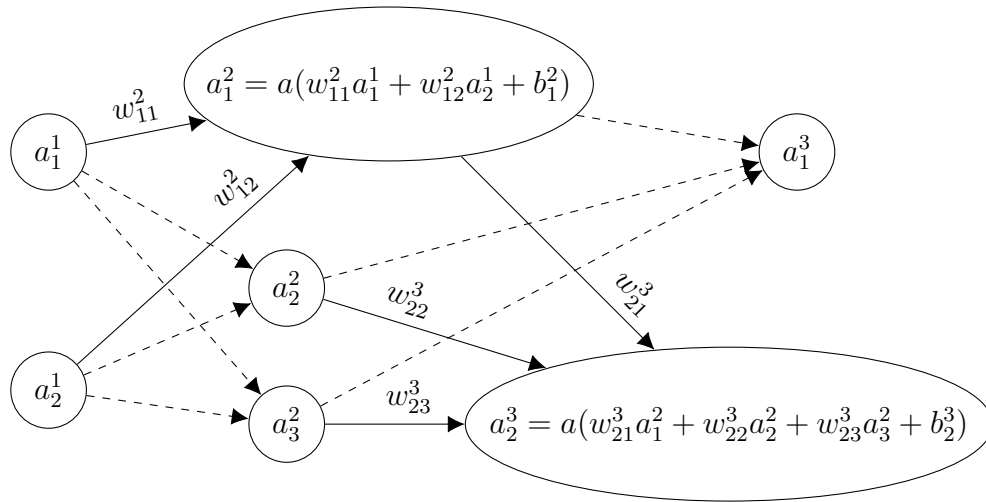 a_1^2 = a(w_{11}^2 a_1^1 + w_{12}^2 a_2^1 + b_1^2)
w_{11}^2
a_1^1
a_1^3
w_{12}^2
a_2^2
w_{22}^3
w_{21}^3
a_2^1
w_{23}^3
a_3^2
a_2^3 = a(w_{21}^3 a_1^2 + w_{22}^3 a_2^2 + w_{23}^3 a_3^2 + b_2^3)